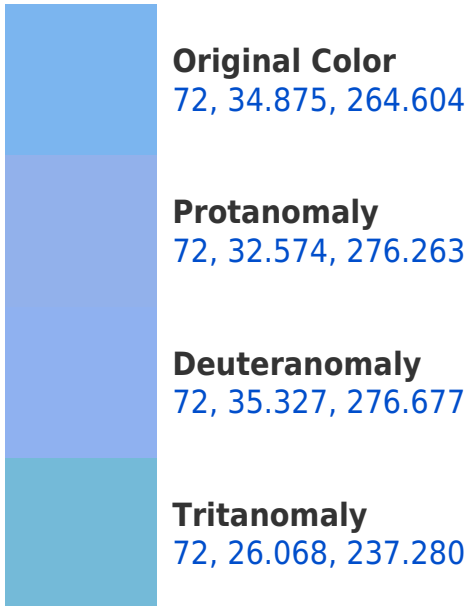 Original Color
72, 34.875, 264.604
Protanomaly
72, 32.574, 276.263
Deuteranomaly
72, 35.327, 276.677
Tritanomaly
72, 26.068, 237.280